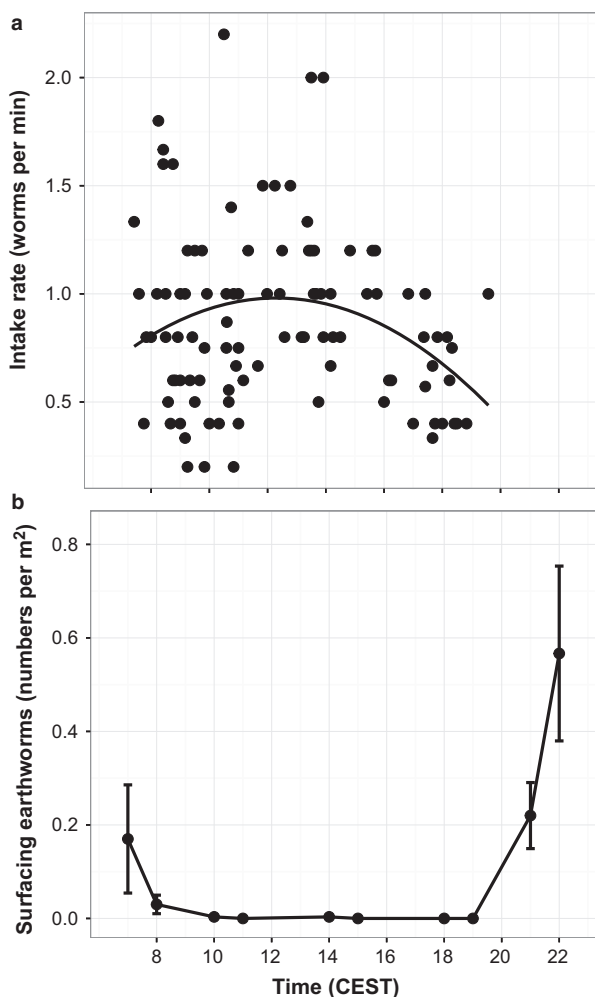 a
Intake rate (worms per min)
2.0
1.5
1.0
0.5
b
Surfacing earthworms (numbers per m²)
0.8
0.6
0.4
0.2
0.0
8 10 12 14 16 18 20 22
Time (CEST)